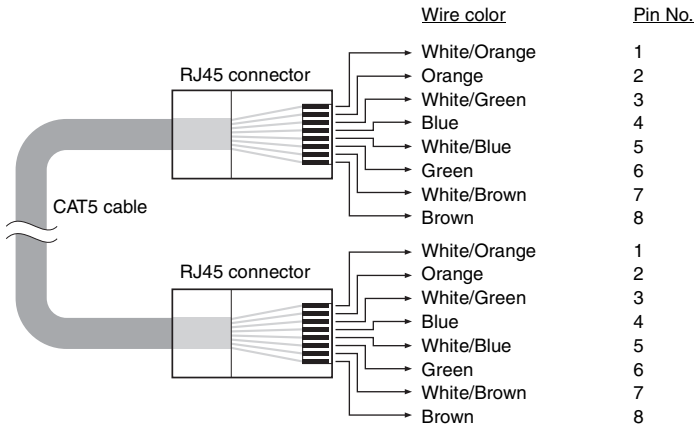 Wire color Pin No.
White/Orange 1
RJ45 connector Orange 2
White/Green 3
Blue 4
White/Blue 5
Green 6
White/Brown 7
CAT5 cable Brown 8
White/Orange 1
RJ45 connector Orange 2
White/Green 3
Blue 4
White/Blue 5
Green 6
White/Brown 7
Brown 8